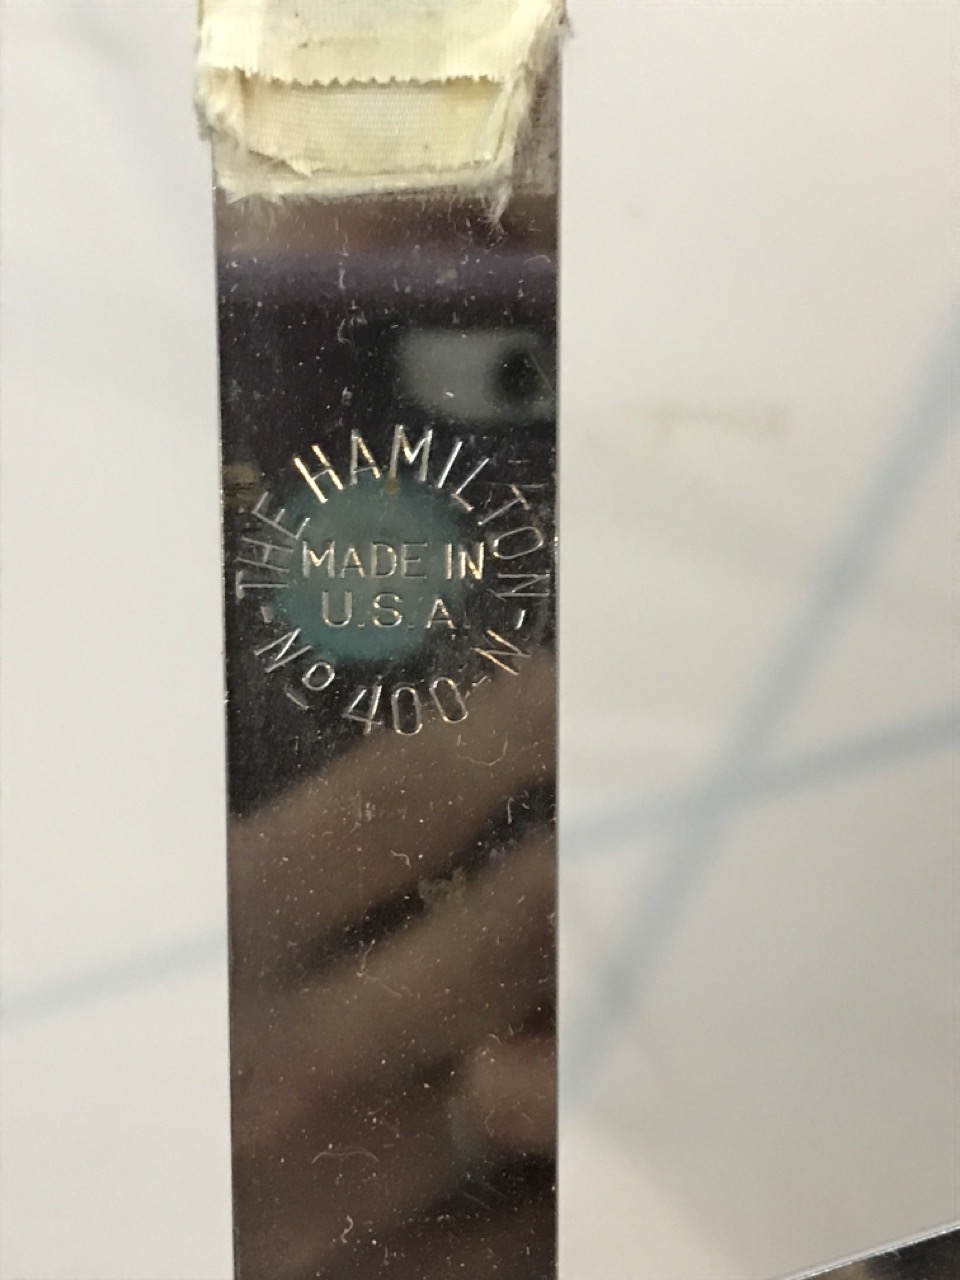 THE HAMILTON
MADE IN
U.S.A.
No 400-N